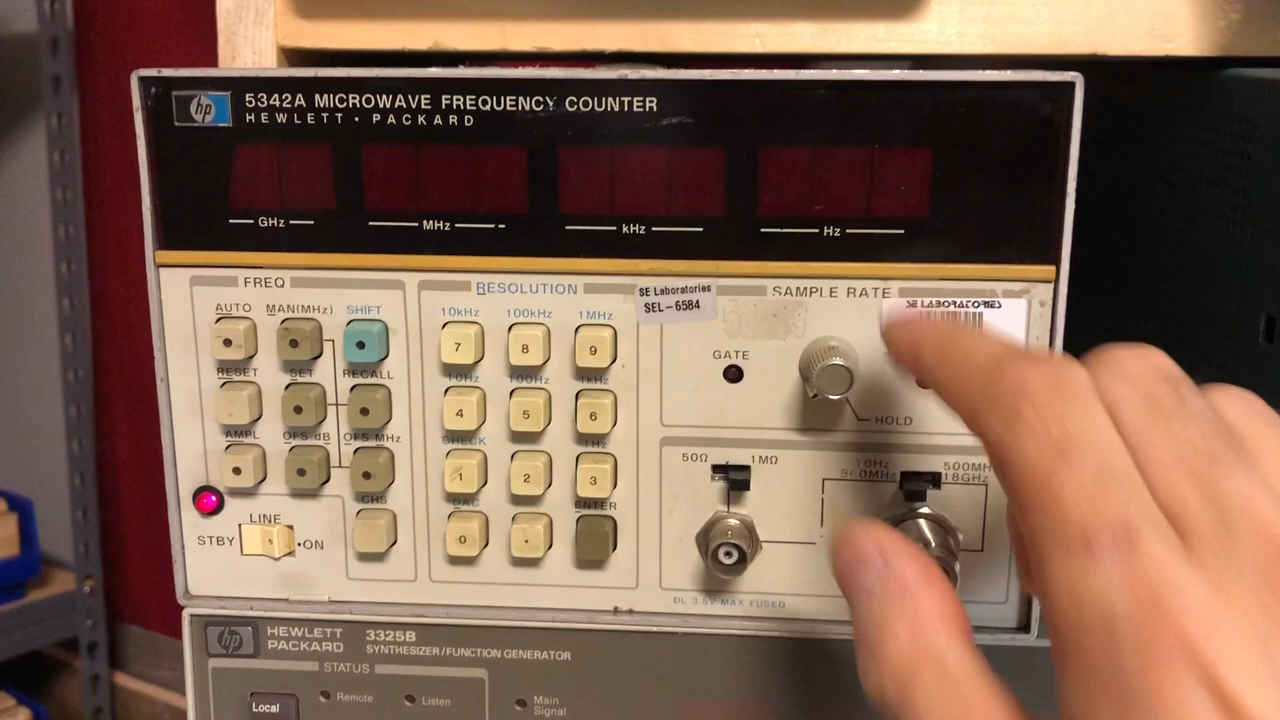 hp
5342A MICROWAVE FREQUENCY COUNTER
HEWLETT • PACKARD
GHz
MHz
kHz
Hz
FREQ
AUTO
MAN(MHz)
SHIFT
RESET
SET
RECALL
AMPL
OFS dB
OFS MHz
CHS
LINE
STBY
•ON
RESOLUTION
10kHz
100kHz
1MHz
7
8
9
10Hz
100Hz
1kHz
4
5
6
CHECK
1Hz
1
2
3
DAC
ENTER
0
.
SE Laboratories
SEL-6584
SAMPLE RATE
SE LABORATORIES
GATE
HOLD
50Ω
1MΩ
500MHz
500MH
18GHz
DL 3.5V MAX FUSED
hp
HEWLETT
PACKARD
3325B
SYNTHESIZER/FUNCTION GENERATOR
STATUS
Local
Remote
Listen
Main
Signal